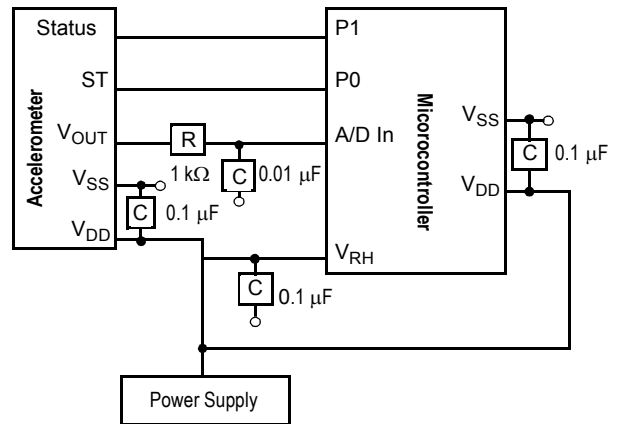 Status
P1
ST
P0
VOUT
R
A/D In
1 kΩ
C
0.01 µF
VSS
C
0.1 µF
VDD
Accelerometer
Micorocontroller
VSS
C
0.1 µF
VDD
VRH
C
0.1 µF
Power Supply